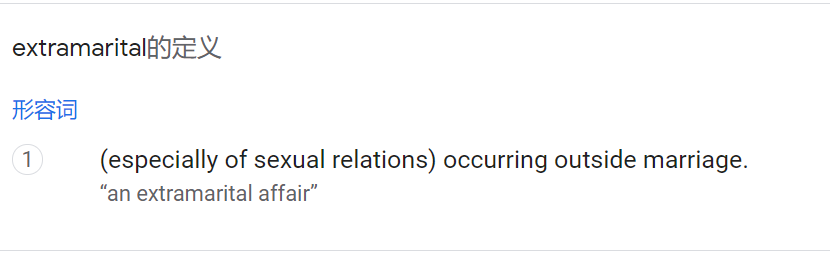 extramarital的定义
形容词
1 (especially of sexual relations) occurring outside marriage.
“an extramarital affair”